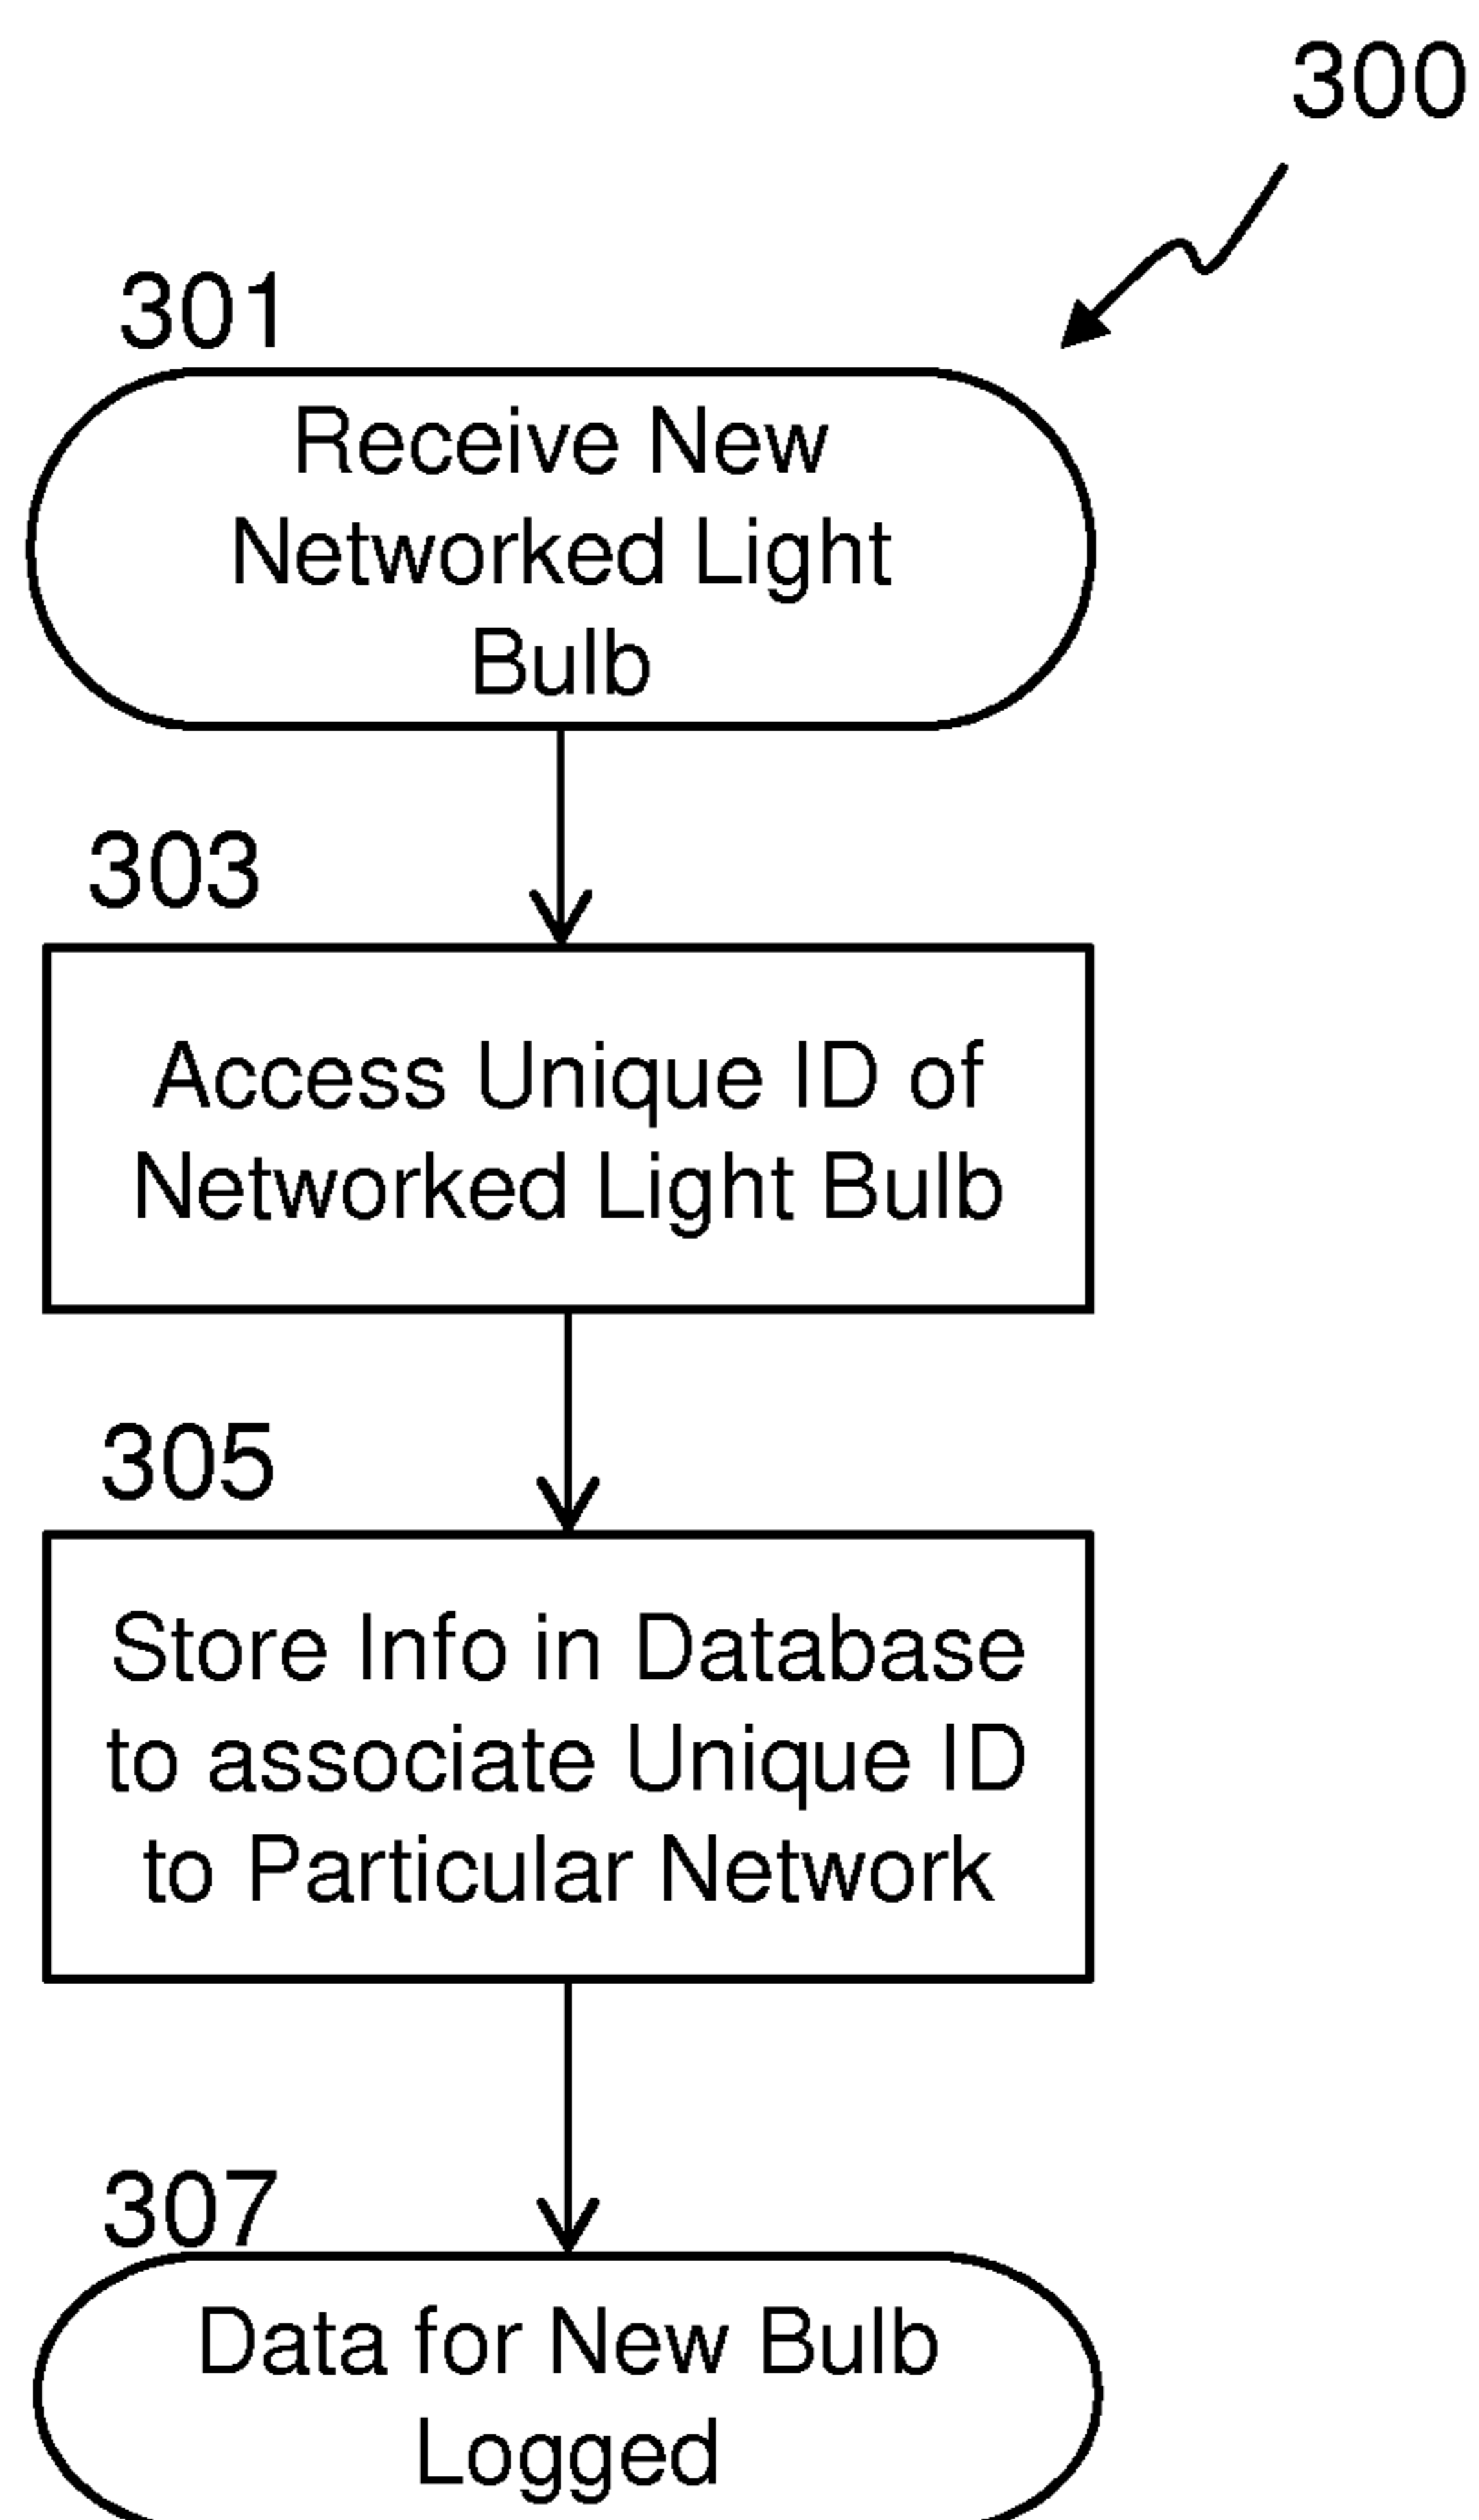 300
301
Receive New
Networked Light
Bulb
303
Access Unique ID of
Networked Light Bulb
305
Store Info in Database
to associate Unique ID
to Particular Network
307
Data for New Bulb
Logged